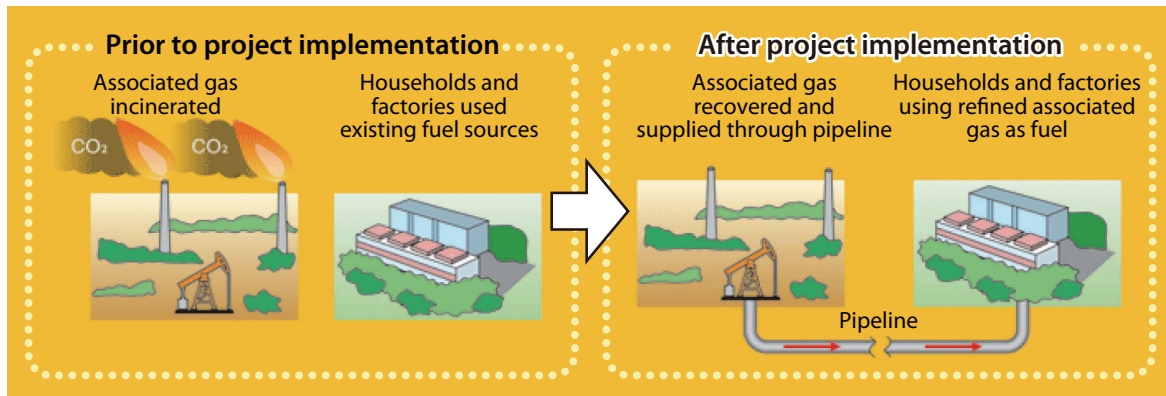 Prior to project implementation
Associated gas
incinerated
Households and
factories used
existing fuel sources
CO₂
CO₂
After project implementation
Associated gas
recovered and
supplied through pipeline
Households and factories
using refined associated
gas as fuel
Pipeline